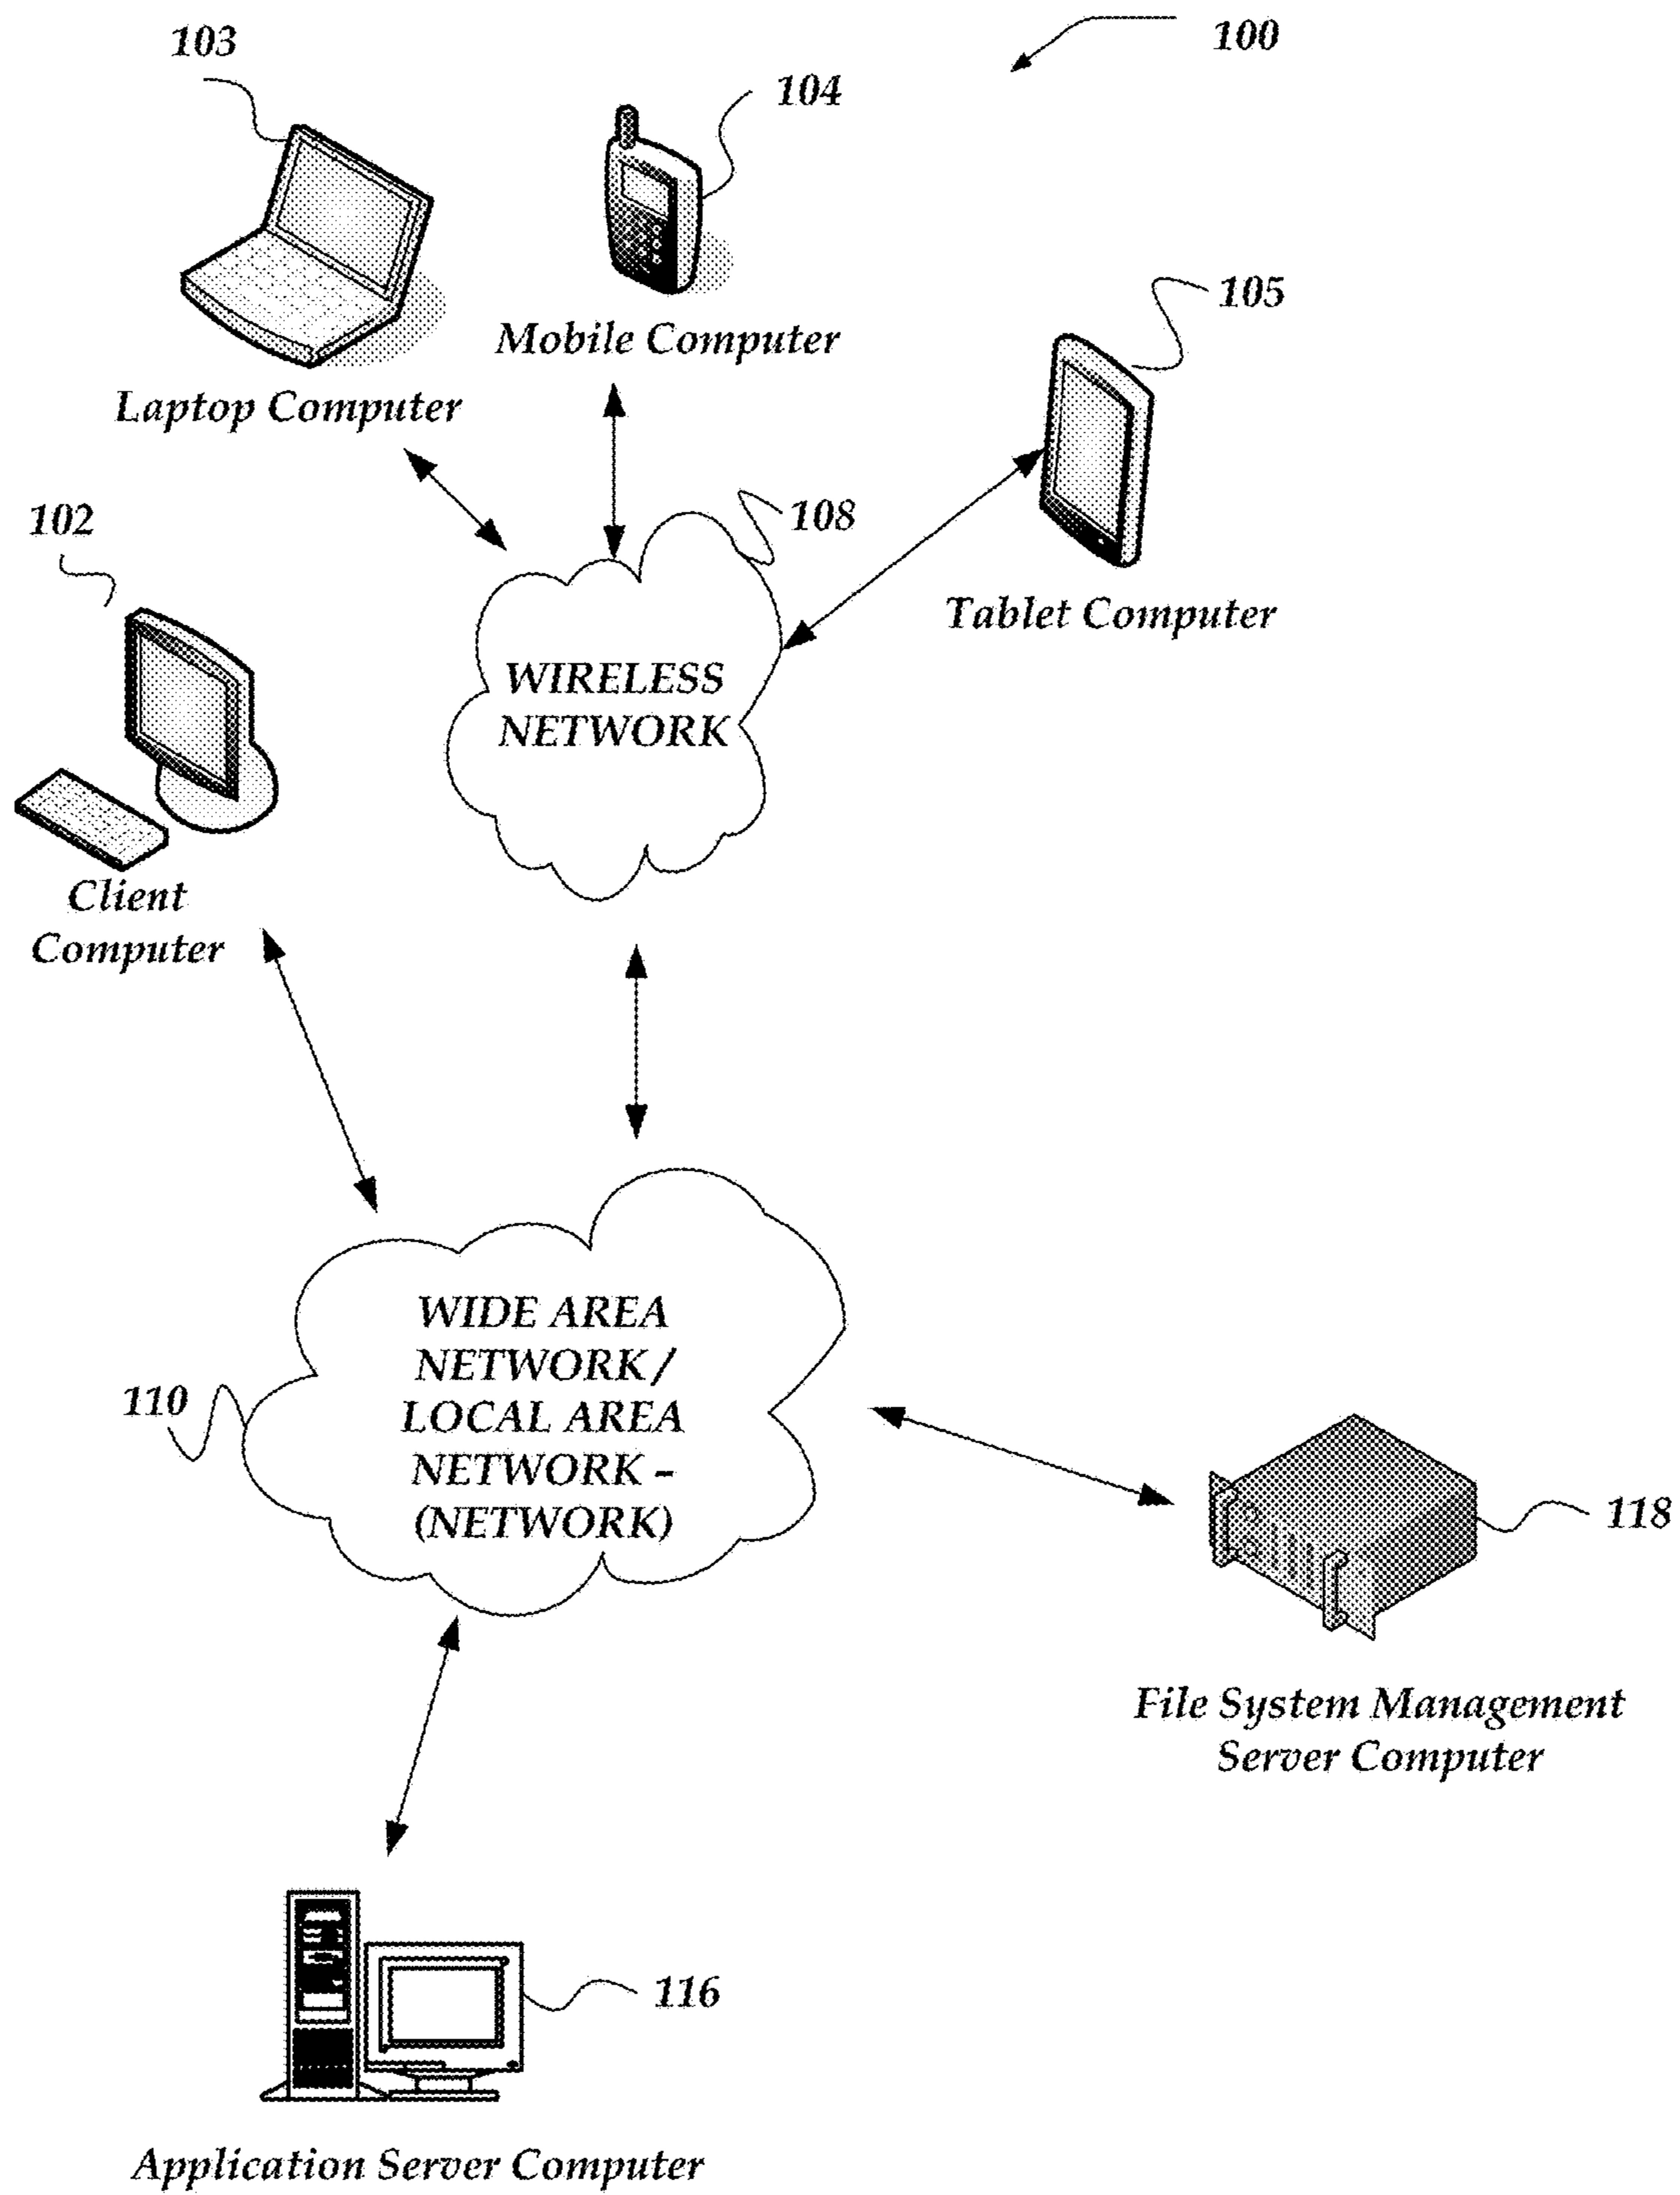 103
100
104
105
Mobile Computer
Laptop Computer
102
108
Tablet Computer
WIRELESS
NETWORK
Client
Computer
WIDE AREA
NETWORK /
LOCAL AREA
NETWORK –
(NETWORK)
110
118
File System Management
Server Computer
116
Application Server Computer